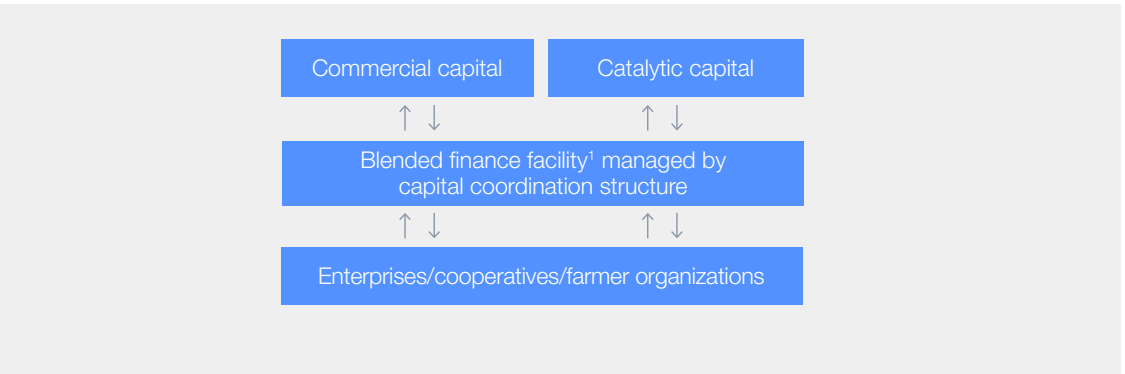 Commercial capital
Catalytic capital
Blended finance facility¹ managed by
capital coordination structure
Enterprises/cooperatives/farmer organizations